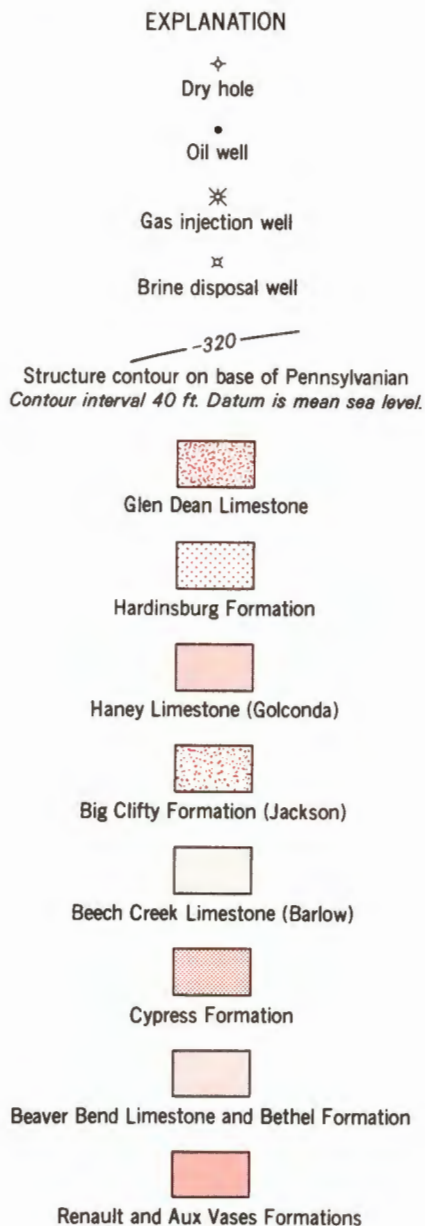 EXPLANATION
Dry hole
Oil well
Gas injection well
Brine disposal well
-320
Structure contour on base of Pennsylvanian
Contour interval 40 ft. Datum is mean sea level.
Glen Dean Limestone
Hardinsburg Formation
Haney Limestone (Golconda)
Big Clifty Formation (Jackson)
Beech Creek Limestone (Barlow)
Cypress Formation
Beaver Bend Limestone and Bethel Formation
Renault and Aux Vases Formations